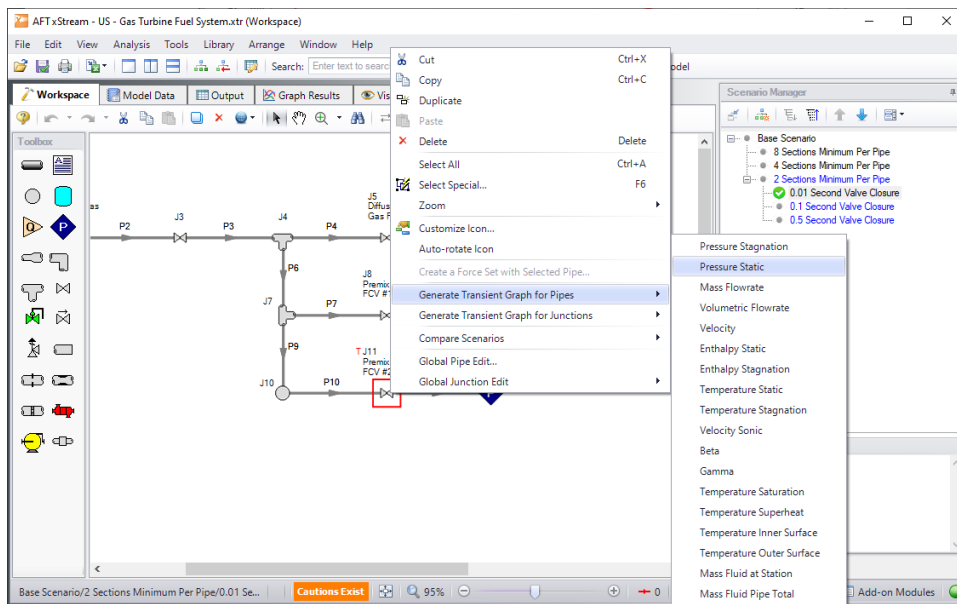 AFT xStream - US - Gas Turbine Fuel System.xtr (Workspace)
File Edit View Analysis Tools Library Arrange Window Help
Search: Enter text to searc
odel
Workspace Model Data Output Graph Results Vis
Scenario Manager
Toolbox
Base Scenario
8 Sections Minimum Per Pipe
4 Sections Minimum Per Pipe
2 Sections Minimum Per Pipe
0.01 Second Valve Closure
0.1 Second Valve Closure
0.5 Second Valve Closure
as
P2
J3
P3
J4
P4
J5
Diffus
Gas F
P6
J7
P7
J8
Premix
FCV #1
P9
J10
P10
T J11
Premix
FCV #2
Cut Ctrl+X
Copy Ctrl+C
Duplicate
Paste
Delete Delete
Select All Ctrl+A
Select Special... F6
Zoom
Customize Icon...
Auto-rotate Icon
Create a Force Set with Selected Pipe...
Generate Transient Graph for Pipes
Generate Transient Graph for Junctions
Compare Scenarios
Global Pipe Edit...
Global Junction Edit
Pressure Stagnation
Pressure Static
Mass Flowrate
Volumetric Flowrate
Velocity
Enthalpy Static
Enthalpy Stagnation
Temperature Static
Temperature Stagnation
Velocity Sonic
Beta
Gamma
Temperature Saturation
Temperature Superheat
Temperature Inner Surface
Temperature Outer Surface
Mass Fluid at Station
Mass Fluid Pipe Total
Base Scenario/2 Sections Minimum Per Pipe/0.01 Se... Cautions Exist 95% 0 Add-on Modules